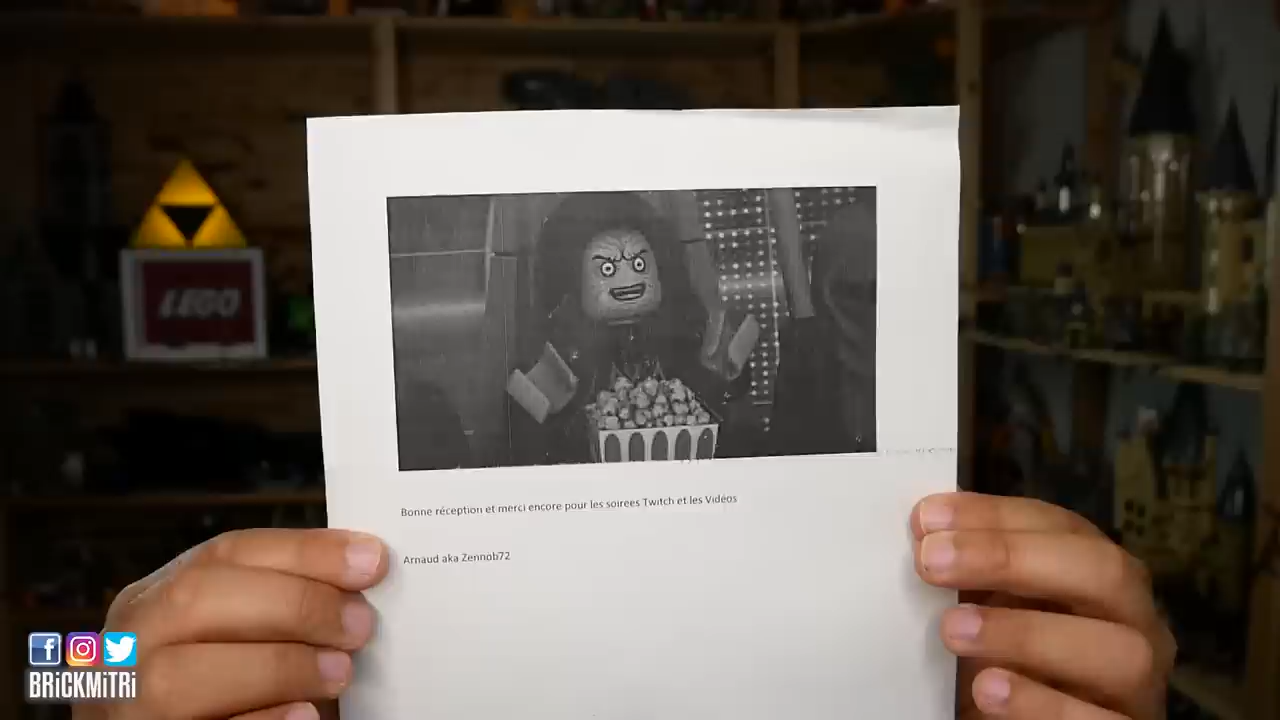 LEGO
Bonne réception et merci encore pour les soirees Twitch et les Vidéos
Arnaud aka Zennob72
BRiCKMiTRi